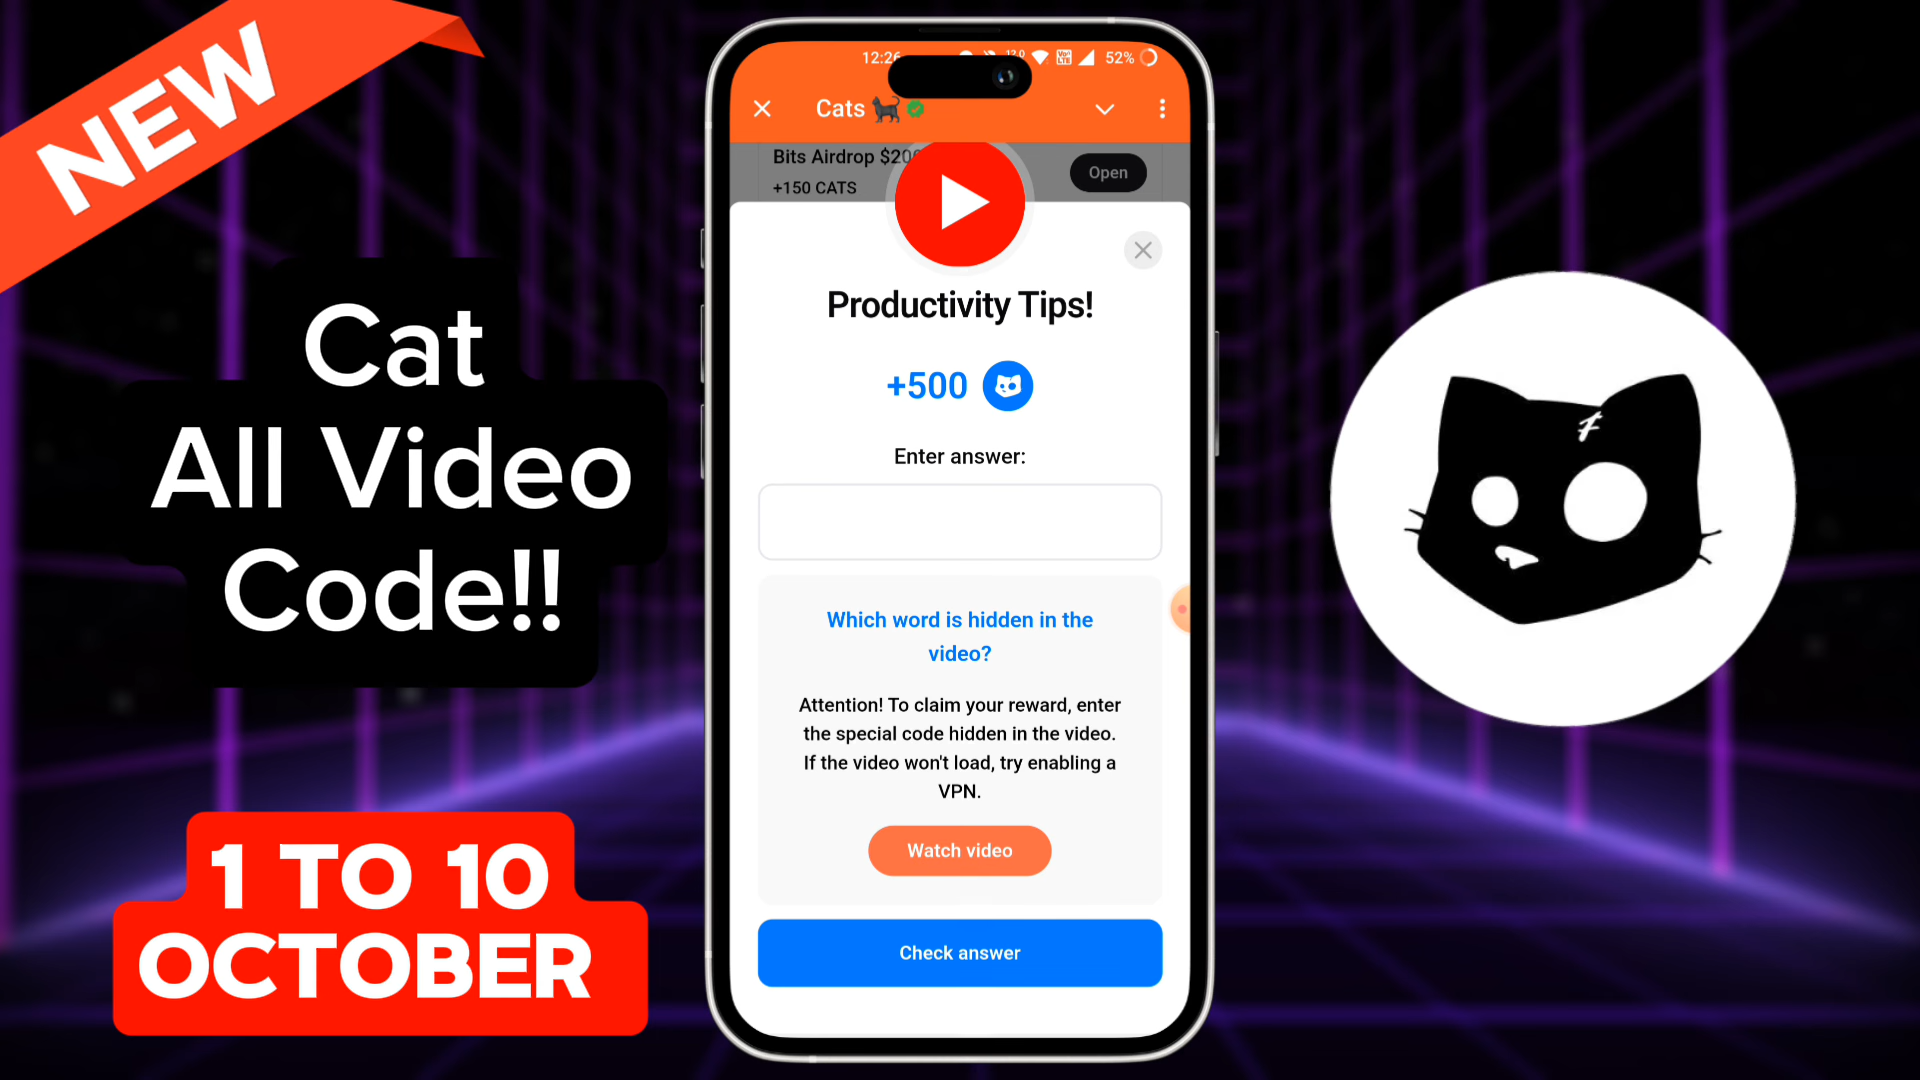 NEW
Cat
All Video
Code!!
1 TO 10
OCTOBER
12:26
52%
Cats
Bits Airdrop
+150 CATS
Open
Productivity Tips!
+500
Enter answer:
Which word is hidden in the
video?
Attention! To claim your reward, enter
the special code hidden in the video.
If the video won't load, try enabling a
VPN.
Watch video
Check answer